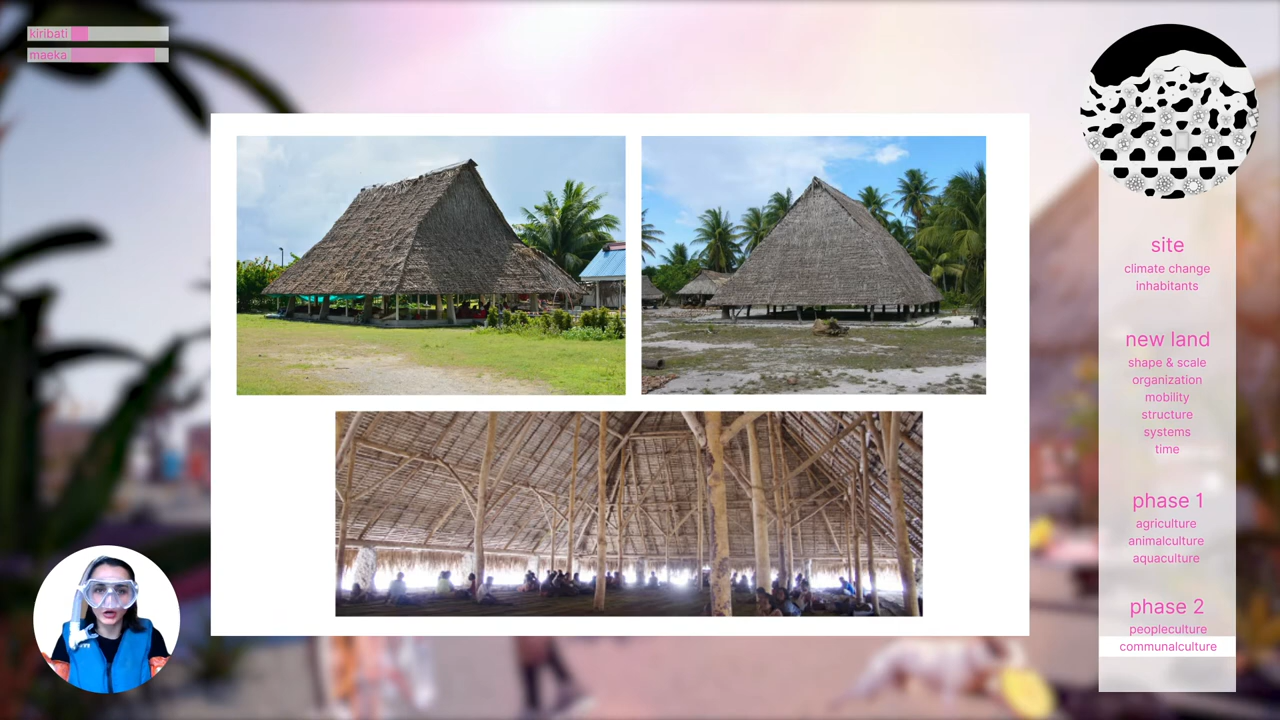 kiribati
maeka
site
climate change
inhabitants
new land
shape & scale
organization
mobility
structure
systems
time
phase 1
agriculture
animalculture
aquaculture
phase 2
peopleculture
communalculture